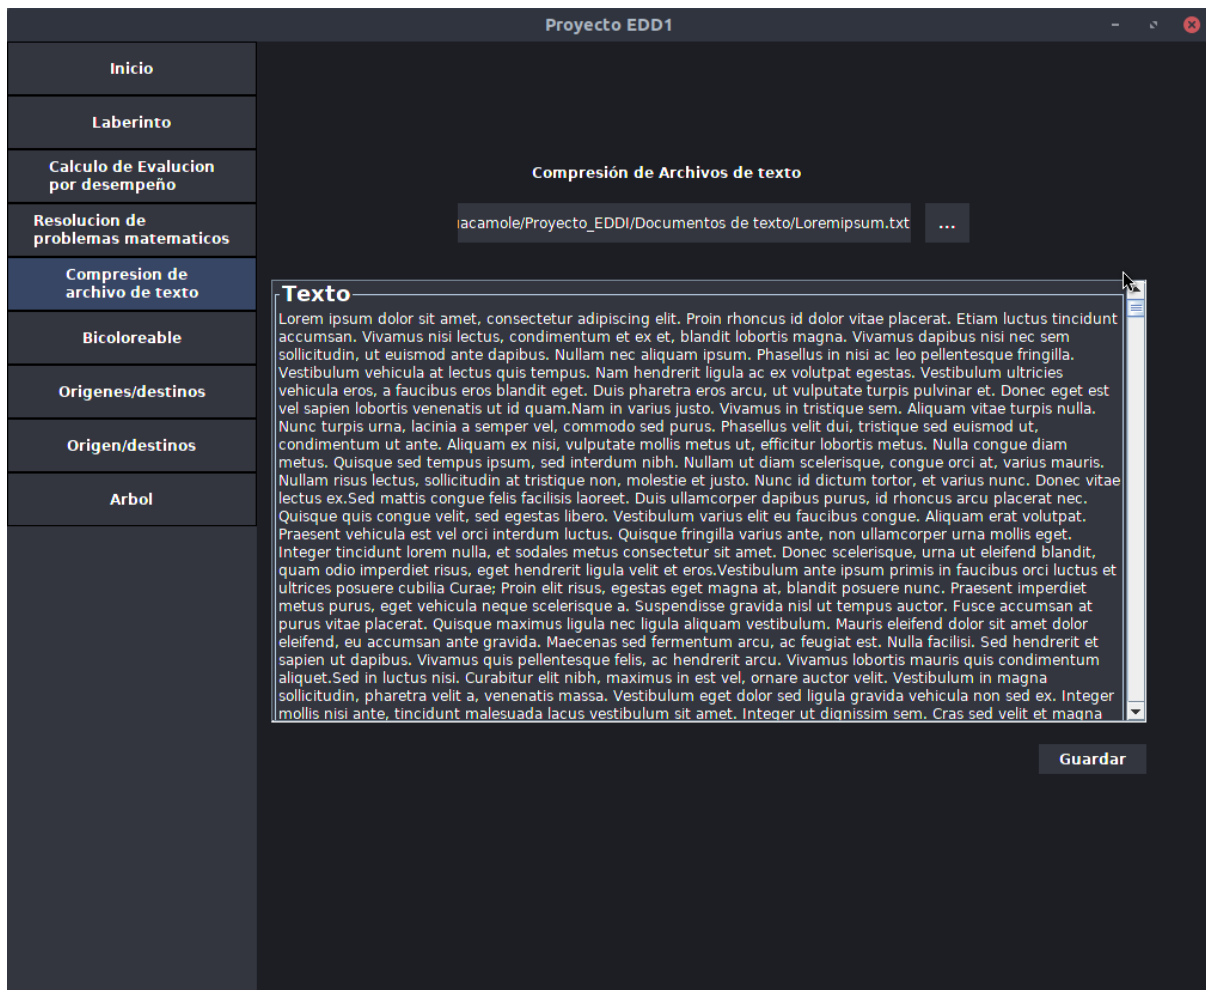 Proyecto EDD1
Inicio
Laberinto
Calculo de Evalucion
por desempeño
Resolucion de
problemas matematicos
Compresion de
archivo de texto
Bicoloreable
Origenes/destinos
Origen/destinos
Arbol
Compresión de Archivos de texto
acamole/Proyecto_EDDI/Documentos de texto/Loremipsum.txt
...
Texto
Lorem ipsum dolor sit amet, consectetur adipiscing elit. Proin rhoncus id dolor vitae placerat. Etiam luctus tincidunt
accumsan. Vivamus nisi lectus, condimentum et ex et, blandit lobortis magna. Vivamus dapibus nisi nec sem
sollicitudin, ut euismod ante dapibus. Nullam nec aliquam ipsum. Phasellus in nisi ac leo pellentesque fringilla.
Vestibulum vehicula at lectus quis tempus. Nam hendrerit ligula ac ex volutpat egestas. Vestibulum ultricies
vehicula eros, a faucibus eros blandit eget. Duis pharetra eros arcu, ut vulputate turpis pulvinar et. Donec eget est
vel sapien lobortis venenatis ut id quam.Nam in varius justo. Vivamus in tristique sem. Aliquam vitae turpis nulla.
Nunc turpis urna, lacinia a semper vel, commodo sed purus. Phasellus velit dui, tristique sed euismod ut,
condimentum ut ante. Aliquam ex nisi, vulputate mollis metus ut, efficitur lobortis metus. Nulla congue diam
metus. Quisque sed tempus ipsum, sed interdum nibh. Nullam ut diam scelerisque, congue orci at, varius mauris.
Nullam risus lectus, sollicitudin at tristique non, molestie et justo. Nunc id dictum tortor, et varius nunc. Donec vitae
lectus ex.Sed mattis congue felis facilisis laoreet. Duis ullamcorper dapibus purus, id rhoncus arcu placerat nec.
Quisque quis congue velit, sed egestas libero. Vestibulum varius elit eu faucibus congue. Aliquam erat volutpat.
Praesent vehicula est vel orci interdum luctus. Quisque fringilla varius ante, non ullamcorper urna mollis eget.
Integer tincidunt lorem nulla, et sodales metus consectetur sit amet. Donec scelerisque, urna ut eleifend blandit,
quam odio imperdiet risus, eget hendrerit ligula velit et eros.Vestibulum ante ipsum primis in faucibus orci luctus et
ultrices posuere cubilia Curae; Proin elit risus, egestas eget magna at, blandit posuere nunc. Praesent imperdiet
metus purus, eget vehicula neque scelerisque a. Suspendisse gravida nisl ut tempus auctor. Fusce accumsan at
purus vitae placerat. Quisque maximus ligula nec ligula aliquam vestibulum. Mauris eleifend dolor sit amet dolor
eleifend, eu accumsan ante gravida. Maecenas sed fermentum arcu, ac feugiat est. Nulla facilisi. Sed hendrerit et
sapien ut dapibus. Vivamus quis pellentesque felis, ac hendrerit arcu. Vivamus lobortis mauris quis condimentum
aliquet.Sed in luctus nisi. Curabitur elit nibh, maximus in est vel, ornare auctor velit. Vestibulum in magna
sollicitudin, pharetra velit a, venenatis massa. Vestibulum eget dolor sed ligula gravida vehicula non sed ex. Integer
mollis nisi ante, tincidunt malesuada lacus vestibulum sit amet. Integer ut dignissim sem. Cras sed velit et magna
Guardar